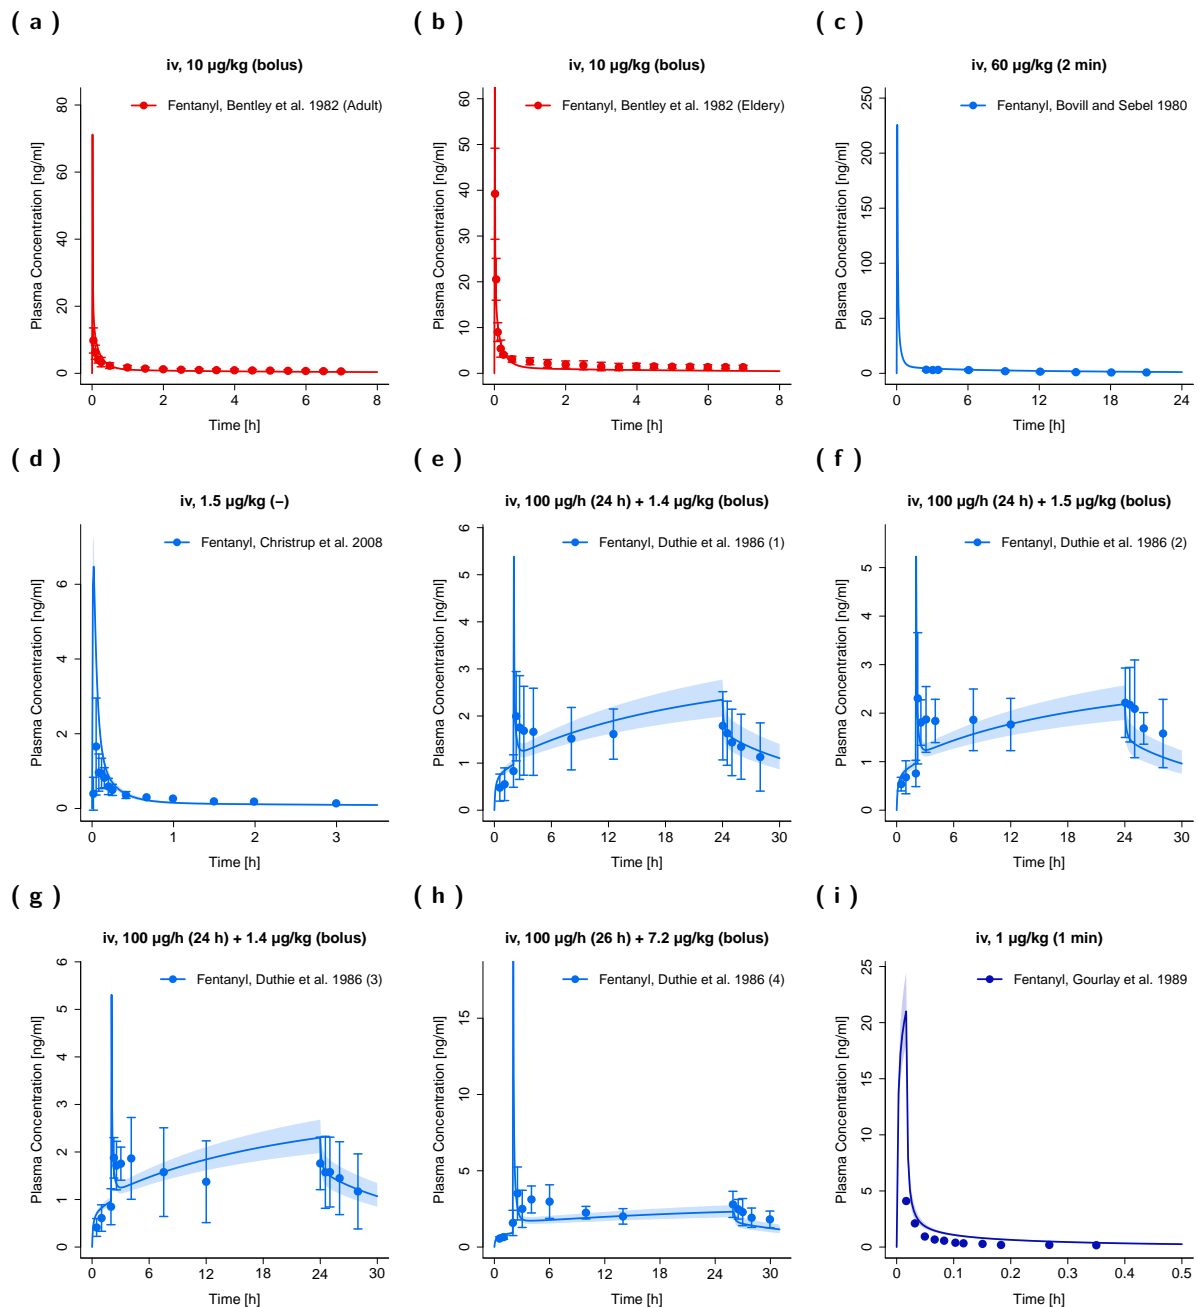 ( a )
iv, 10 µg/kg (bolus)
Fentanyl, Bentley et al. 1982 (Adult)
Plasma Concentration [ng/ml]
0 20 40 60 80
0 2 4 6 8
Time [h]
( b )
iv, 10 µg/kg (bolus)
Fentanyl, Bentley et al. 1982 (Eldery)
Plasma Concentration [ng/ml]
0 10 20 30 40 50 60
0 2 4 6 8
Time [h]
( c )
iv, 60 µg/kg (2 min)
Fentanyl, Bovill and Sebel 1980
Plasma Concentration [ng/ml]
0 50 100 150 200 250
0 6 12 18 24
Time [h]
( d )
iv, 1.5 µg/kg (−)
Fentanyl, Christrup et al. 2008
Plasma Concentration [ng/ml]
0 2 4 6
0 1 2 3
Time [h]
( e )
iv, 100 µg/h (24 h) + 1.4 µg/kg (bolus)
Fentanyl, Duthie et al. 1986 (1)
Plasma Concentration [ng/ml]
0 1 2 3 4 5 6
0 6 12 18 24 30
Time [h]
( f )
iv, 100 µg/h (24 h) + 1.5 µg/kg (bolus)
Fentanyl, Duthie et al. 1986 (2)
Plasma Concentration [ng/ml]
0 1 2 3 4 5
0 6 12 18 24 30
Time [h]
( g )
iv, 100 µg/h (24 h) + 1.4 µg/kg (bolus)
Fentanyl, Duthie et al. 1986 (3)
Plasma Concentration [ng/ml]
0 1 2 3 4 5 6
0 6 12 18 24 30
Time [h]
( h )
iv, 100 µg/h (26 h) + 7.2 µg/kg (bolus)
Fentanyl, Duthie et al. 1986 (4)
Plasma Concentration [ng/ml]
0 5 10 15
0 6 12 18 24 30
Time [h]
( i )
iv, 1 µg/kg (1 min)
Fentanyl, Gourlay et al. 1989
Plasma Concentration [ng/ml]
0 5 10 15 20 25
0 0.1 0.2 0.3 0.4 0.5
Time [h]